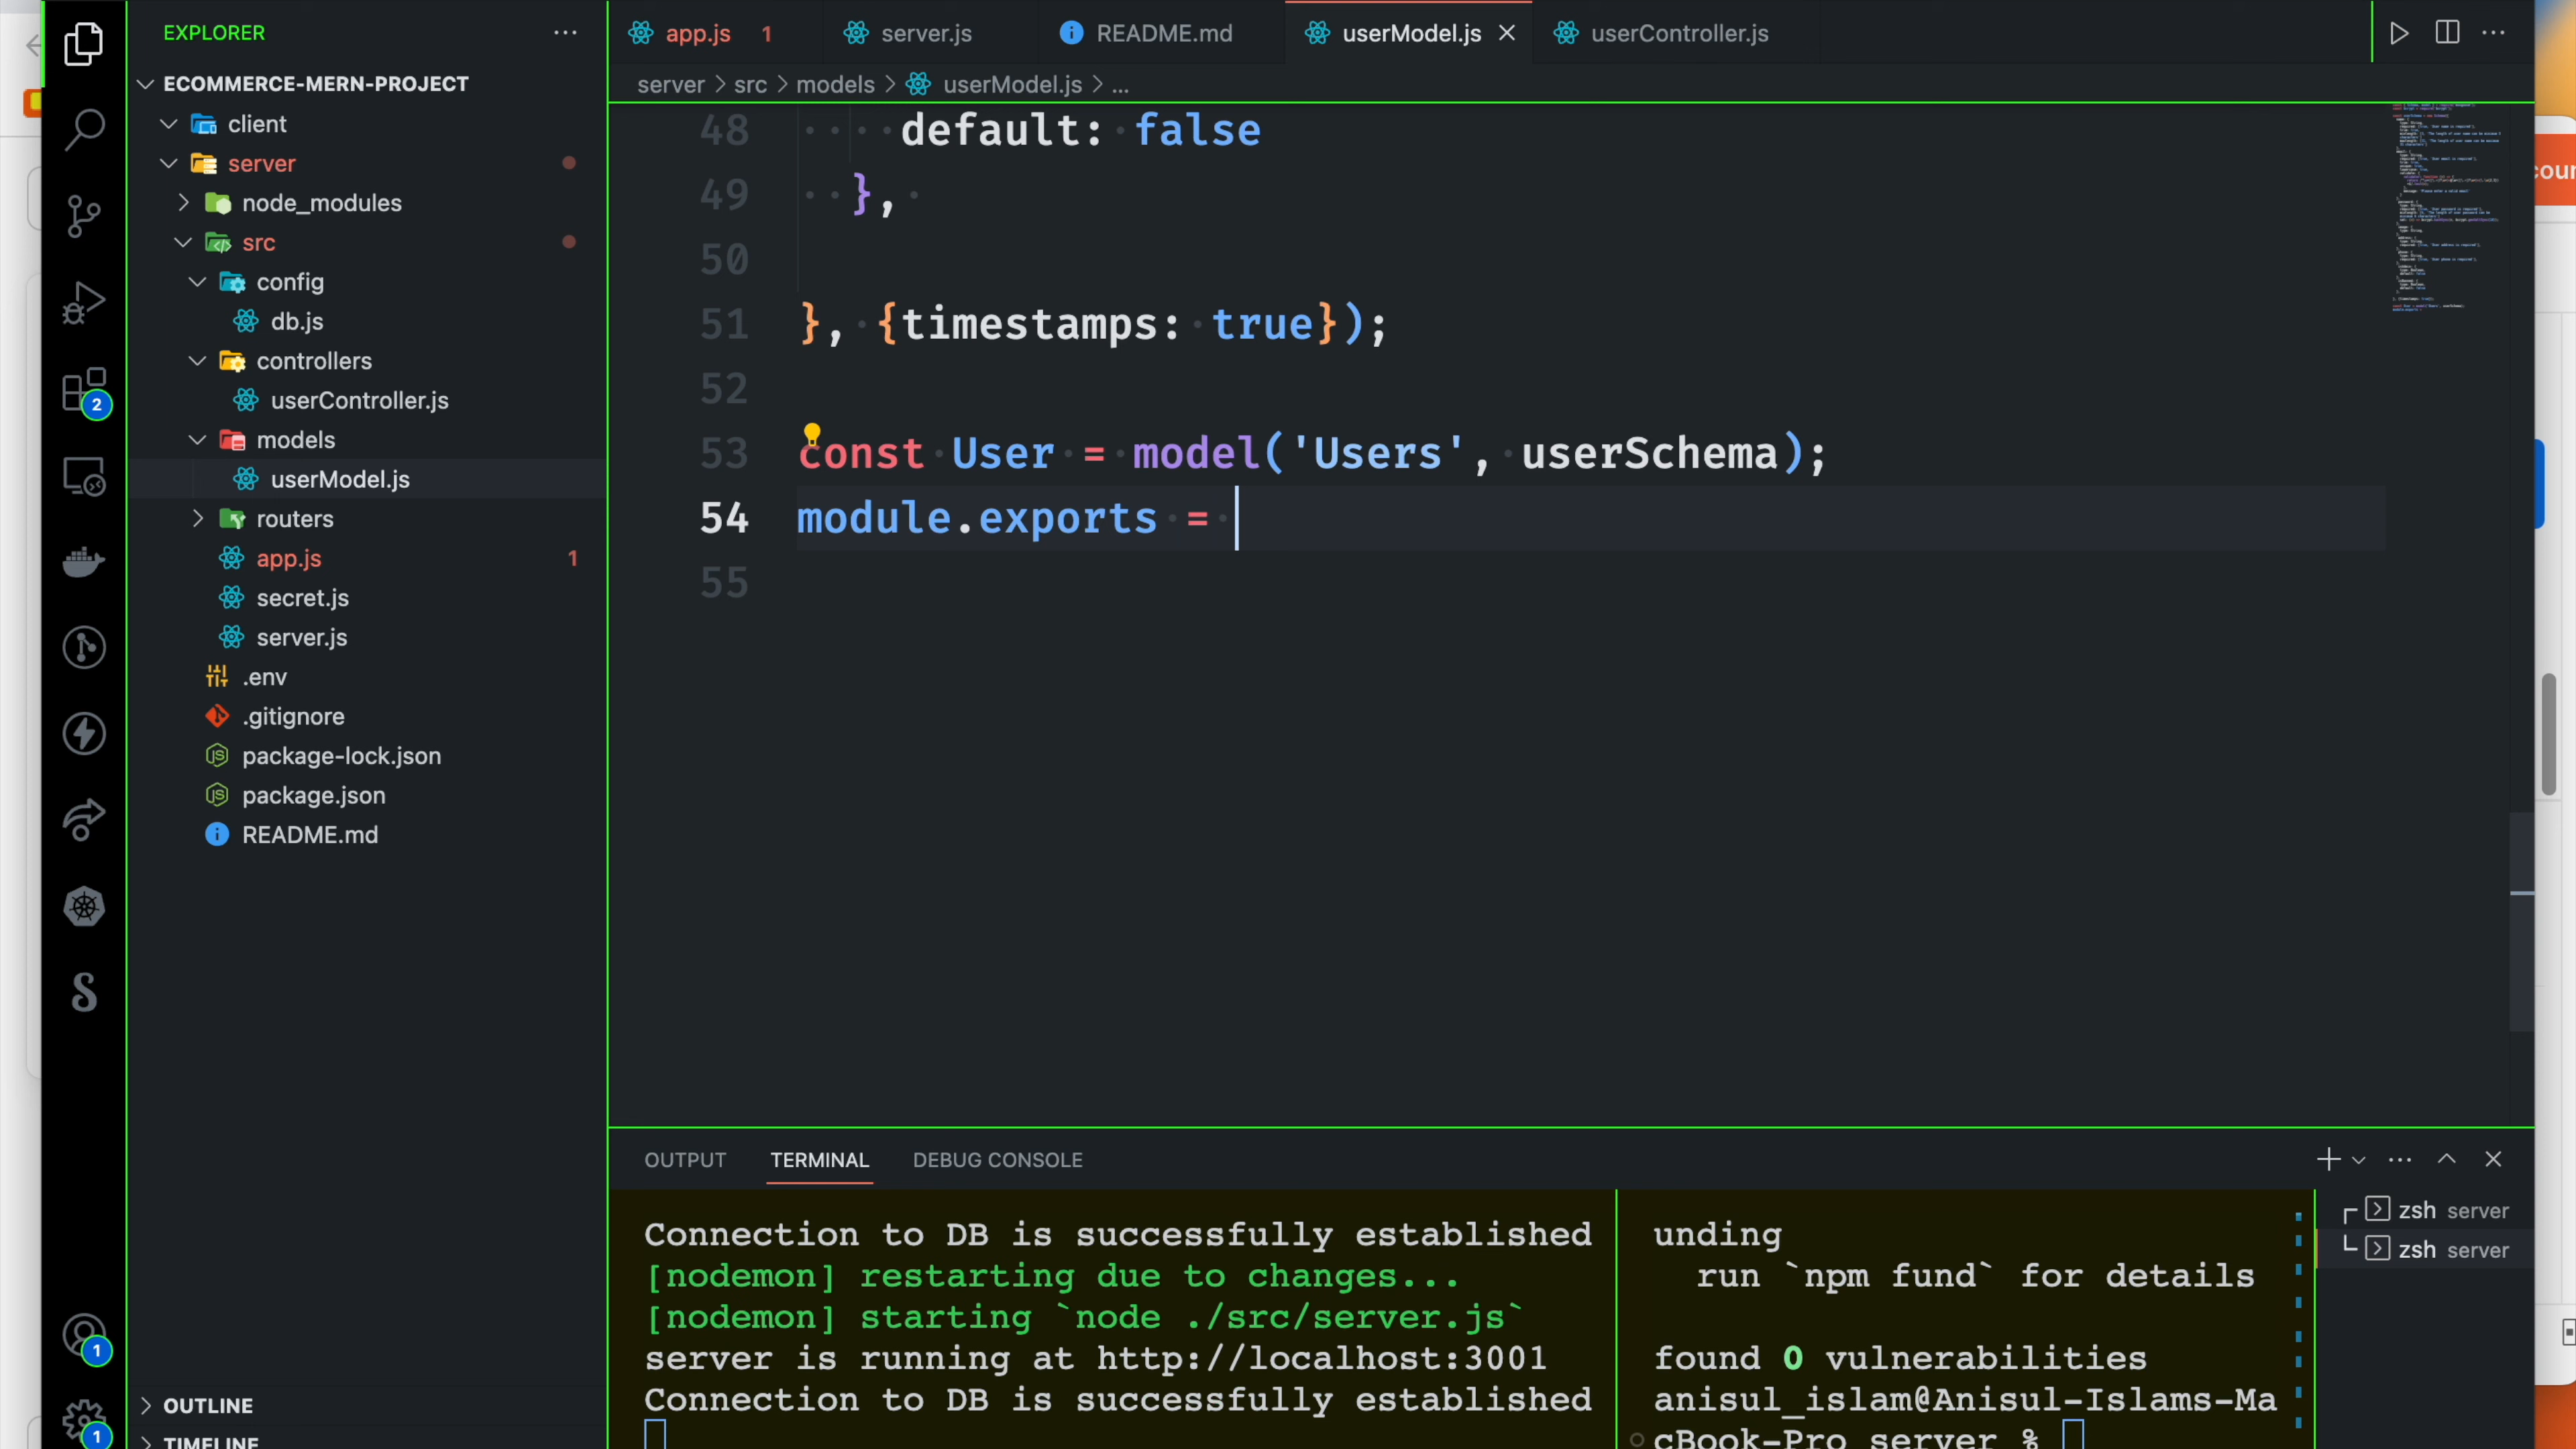 EXPLORER
ECOMMERCE-MERN-PROJECT
client
server
node_modules
src
config
db.js
controllers
userController.js
models
userModel.js
routers
app.js 1
secret.js
server.js
.env
.gitignore
package-lock.json
package.json
README.md
OUTLINE
TIMELINE
2
1
1
app.js 1
server.js
README.md
userModel.js
userController.js
server > src > models > userModel.js > ...
48 default: false
49 },
50
51 }, {timestamps: true});
52
53 const User = model('Users', userSchema);
54 module.exports =
55
OUTPUT TERMINAL DEBUG CONSOLE
Connection to DB is successfully established
[nodemon] restarting due to changes...
[nodemon] starting `node ./src/server.js`
server is running at http://localhost:3001
Connection to DB is successfully established
unding
run `npm fund` for details
found 0 vulnerabilities
anisul_islam@Anisul-Islams-Ma
cBook-Pro server %
zsh server
zsh server